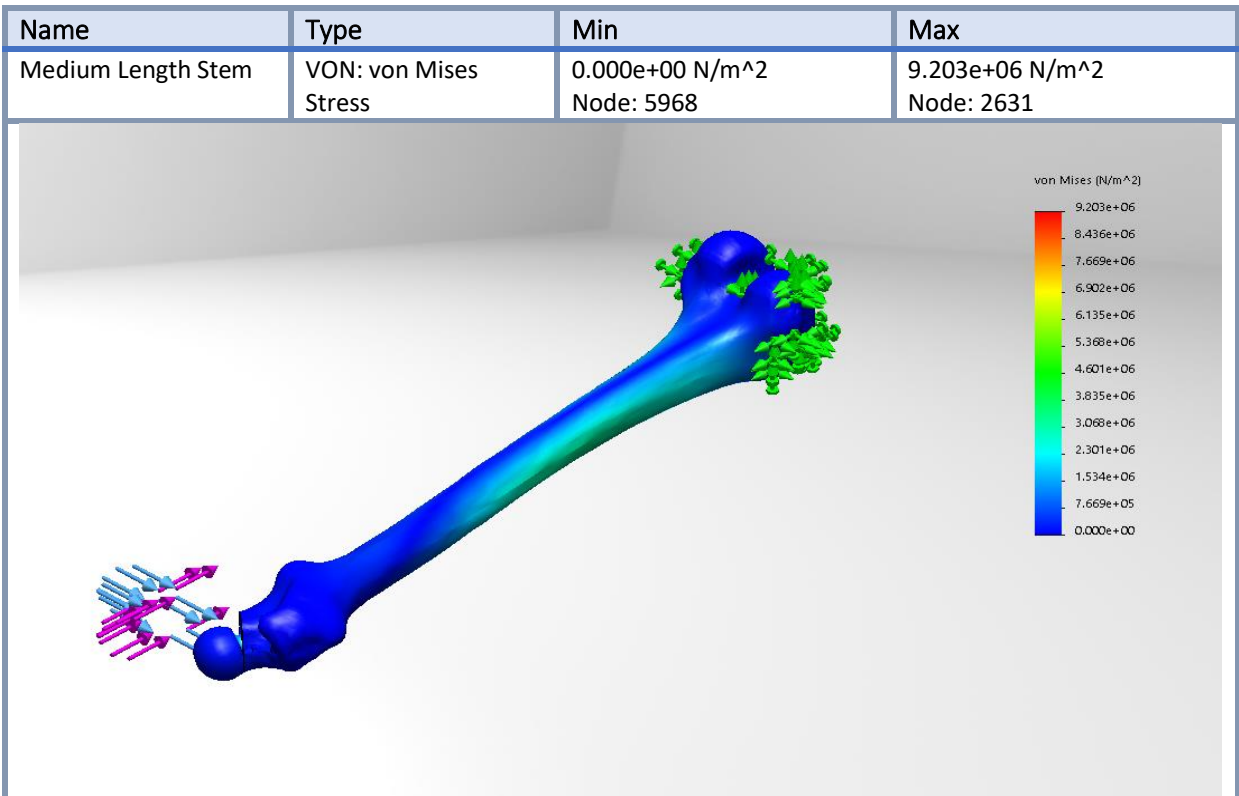 Name Type Min Max
Medium Length Stem VON: von Mises 0.000e+00 N/m^2 9.203e+06 N/m^2
Stress Node: 5968 Node: 2631
von Mises (N/m^2)
9.203e+06
8.436e+06
7.669e+06
6.902e+06
6.135e+06
5.368e+06
4.601e+06
3.835e+06
3.068e+06
2.301e+06
1.534e+06
7.669e+05
0.000e+00